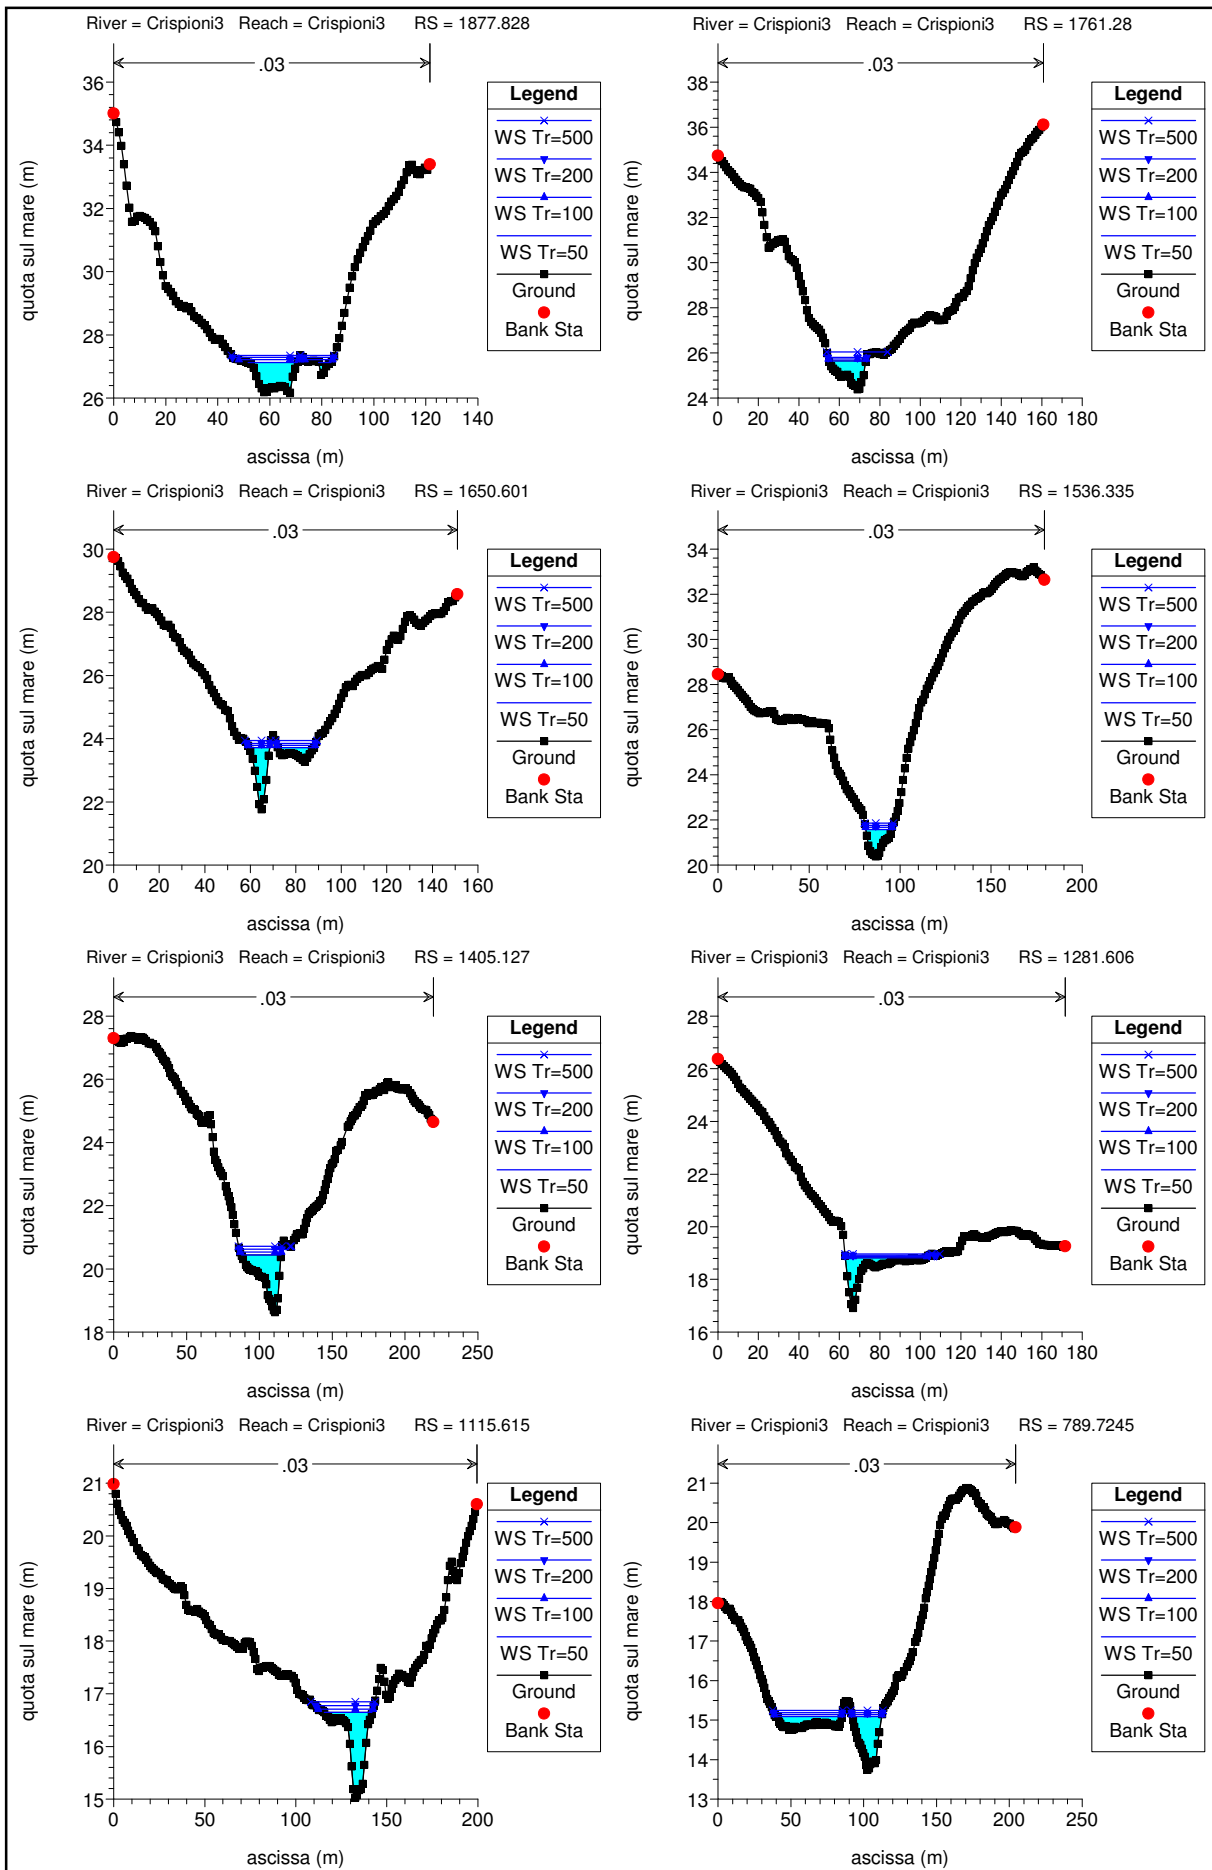 River = Crispioni3 Reach = Crispioni3 RS = 1877.828
.03
36
34
32
30
28
26
quota sul mare (m)
0 20 40 60 80 100 120 140
ascissa (m)
Legend
WS Tr=500
WS Tr=200
WS Tr=100
WS Tr=50
Ground
Bank Sta
River = Crispioni3 Reach = Crispioni3 RS = 1761.28
.03
38
36
34
32
30
28
26
24
quota sul mare (m)
0 20 40 60 80 100 120 140 160 180
ascissa (m)
Legend
WS Tr=500
WS Tr=200
WS Tr=100
WS Tr=50
Ground
Bank Sta
River = Crispioni3 Reach = Crispioni3 RS = 1650.601
.03
30
28
26
24
22
20
quota sul mare (m)
0 20 40 60 80 100 120 140 160
ascissa (m)
Legend
WS Tr=500
WS Tr=200
WS Tr=100
WS Tr=50
Ground
Bank Sta
River = Crispioni3 Reach = Crispioni3 RS = 1536.335
.03
34
32
30
28
26
24
22
20
quota sul mare (m)
0 50 100 150 200
ascissa (m)
Legend
WS Tr=500
WS Tr=200
WS Tr=100
WS Tr=50
Ground
Bank Sta
River = Crispioni3 Reach = Crispioni3 RS = 1405.127
.03
28
26
24
22
20
18
quota sul mare (m)
0 50 100 150 200 250
ascissa (m)
Legend
WS Tr=500
WS Tr=200
WS Tr=100
WS Tr=50
Ground
Bank Sta
River = Crispioni3 Reach = Crispioni3 RS = 1281.606
.03
28
26
24
22
20
18
16
quota sul mare (m)
0 20 40 60 80 100 120 140 160 180
ascissa (m)
Legend
WS Tr=500
WS Tr=200
WS Tr=100
WS Tr=50
Ground
Bank Sta
River = Crispioni3 Reach = Crispioni3 RS = 1115.615
.03
21
20
19
18
17
16
15
quota sul mare (m)
0 50 100 150 200
ascissa (m)
Legend
WS Tr=500
WS Tr=200
WS Tr=100
WS Tr=50
Ground
Bank Sta
River = Crispioni3 Reach = Crispioni3 RS = 789.7245
.03
21
20
19
18
17
16
15
14
13
quota sul mare (m)
0 50 100 150 200 250
ascissa (m)
Legend
WS Tr=500
WS Tr=200
WS Tr=100
WS Tr=50
Ground
Bank Sta